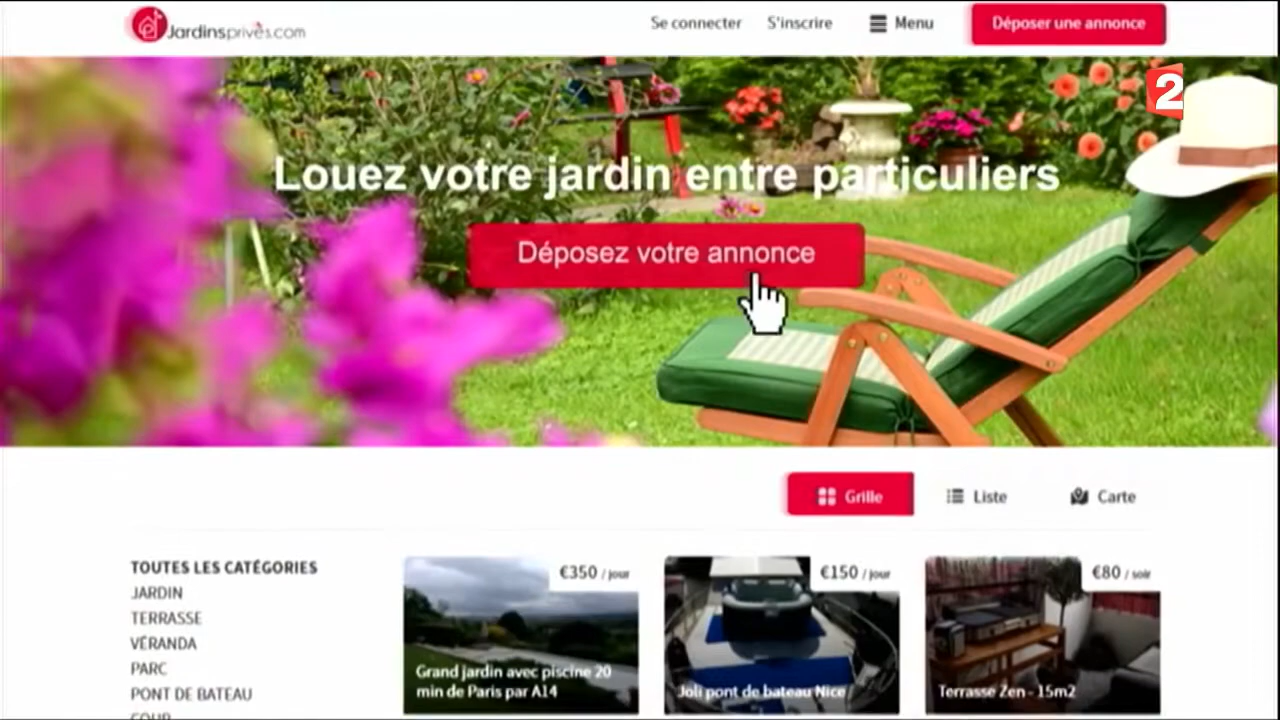 Jardinsprivés.com
Se connecter
S'inscrire
Menu
Déposer une annonce
2
Louez votre jardin entre particuliers
Déposez votre annonce
Grille
Liste
Carte
TOUTES LES CATÉGORIES
JARDIN
TERRASSE
VÉRANDA
PARC
PONT DE BATEAU
€350 / jour
Grand jardin avec piscine 20
min de Paris par A14
€150 / jour
Joli pont de bateau Nice
€80 / soir
Terrasse Zen - 15m2